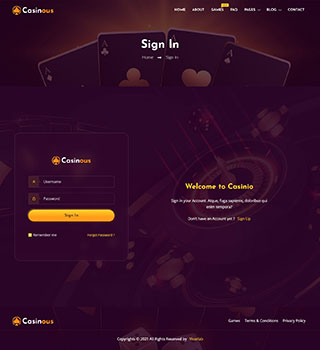 Casinous
HOME ABOUT GAMES FAQ PAGES BLOG CONTACT
Sign In
Home Sign In
Casinous
Username
Password
Sign In
Remember me Forgot Password ?
Welcome to Casinio
Sign in your Account. Atque, fuga sapiente, doloribus qui
enim tempora?
Don't have an Account yet ? Sign Up
Casinous
Games Terms & Conditions Privacy Policy
Copyrights © 2021 All Rights Reserved by